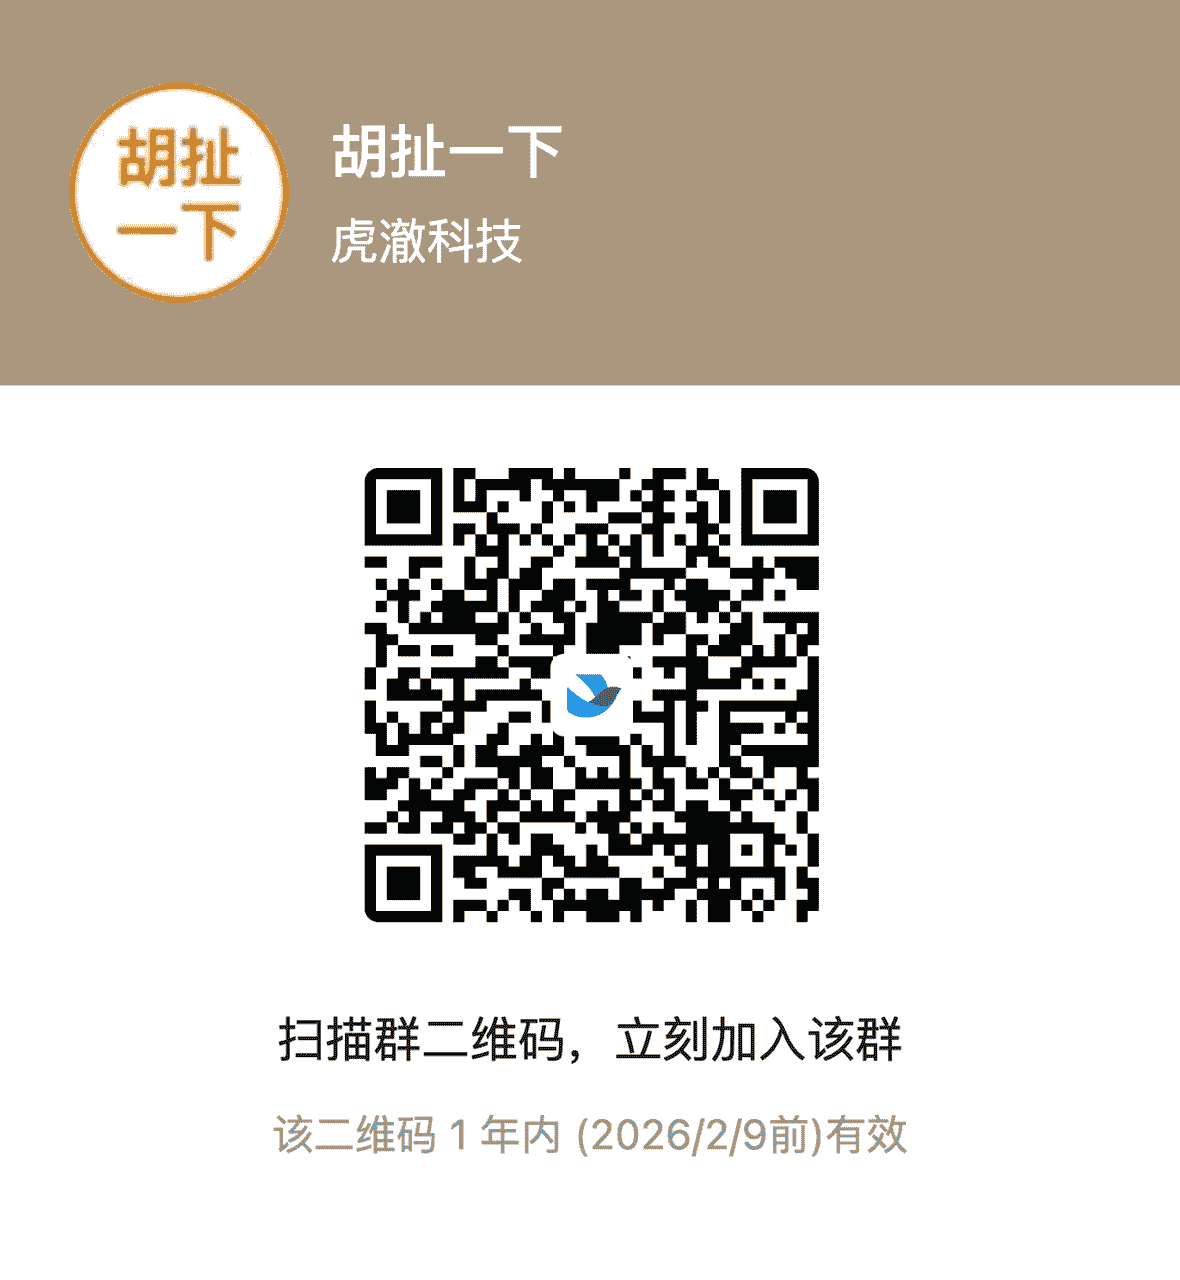 胡扯
一下
胡扯一下
虎澈科技
扫描群二维码，立刻加入该群
该二维码 1 年内 (2026/2/9前)有效